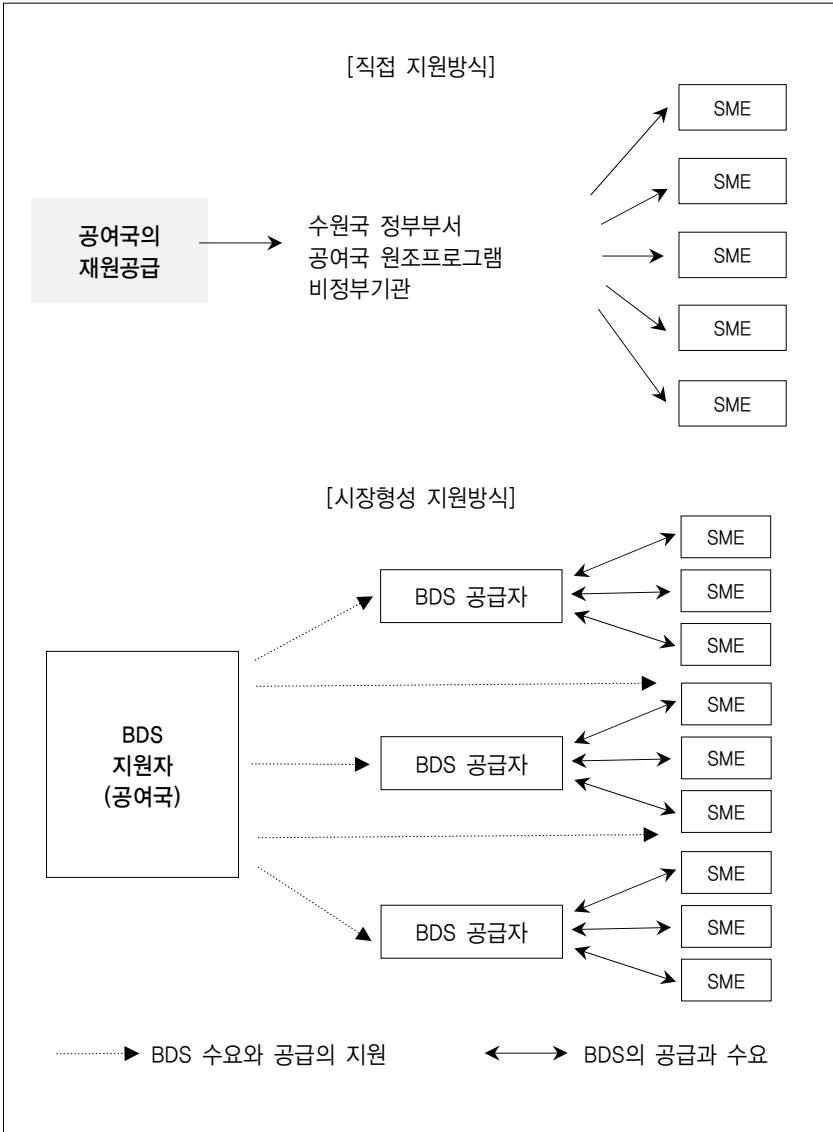 [직접 지원방식]
SME
SME
공여국의
재원공급
수원국 정부부서
공여국 원조프로그램
비정부기관
SME
SME
SME
[시장형성 지원방식]
SME
BDS 공급자
SME
SME
BDS
지원자
(공여국)
SME
BDS 공급자
SME
SME
SME
BDS 공급자
SME
SME
BDS 수요와 공급의 지원
BDS의 공급과 수요